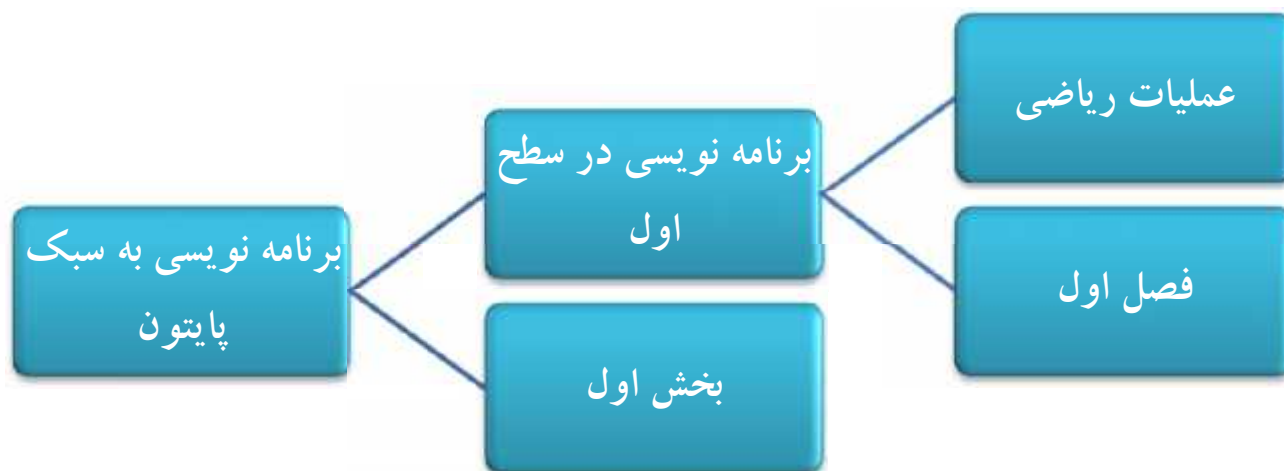 برنامه نویسی به سبک
پایتون
برنامه نویسی در سطح
اول
بخش اول
عملیات ریاضی
فصل اول